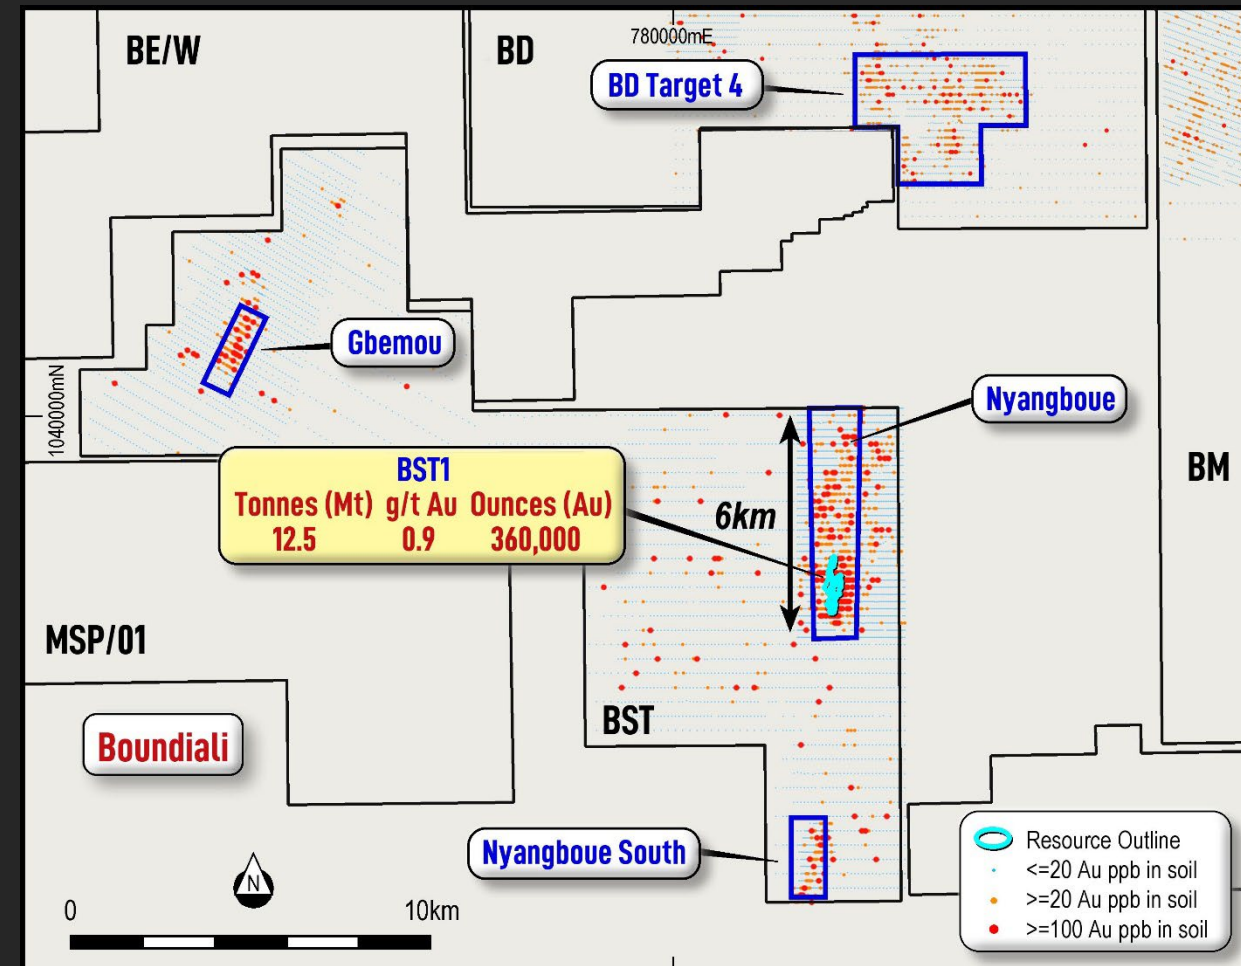 BE/W
BD
780000mE
BD Target 4
Gbemou
1040000mN
Nyangboue
BST1
Tonnes (Mt) g/t Au Ounces (Au)
12.5 0.9 360,000
6km
BM
MSP/01
BST
Boundiali
Nyangboue South
N
0 10km
Resource Outline
<=20 Au ppb in soil
>=20 Au ppb in soil
>=100 Au ppb in soil